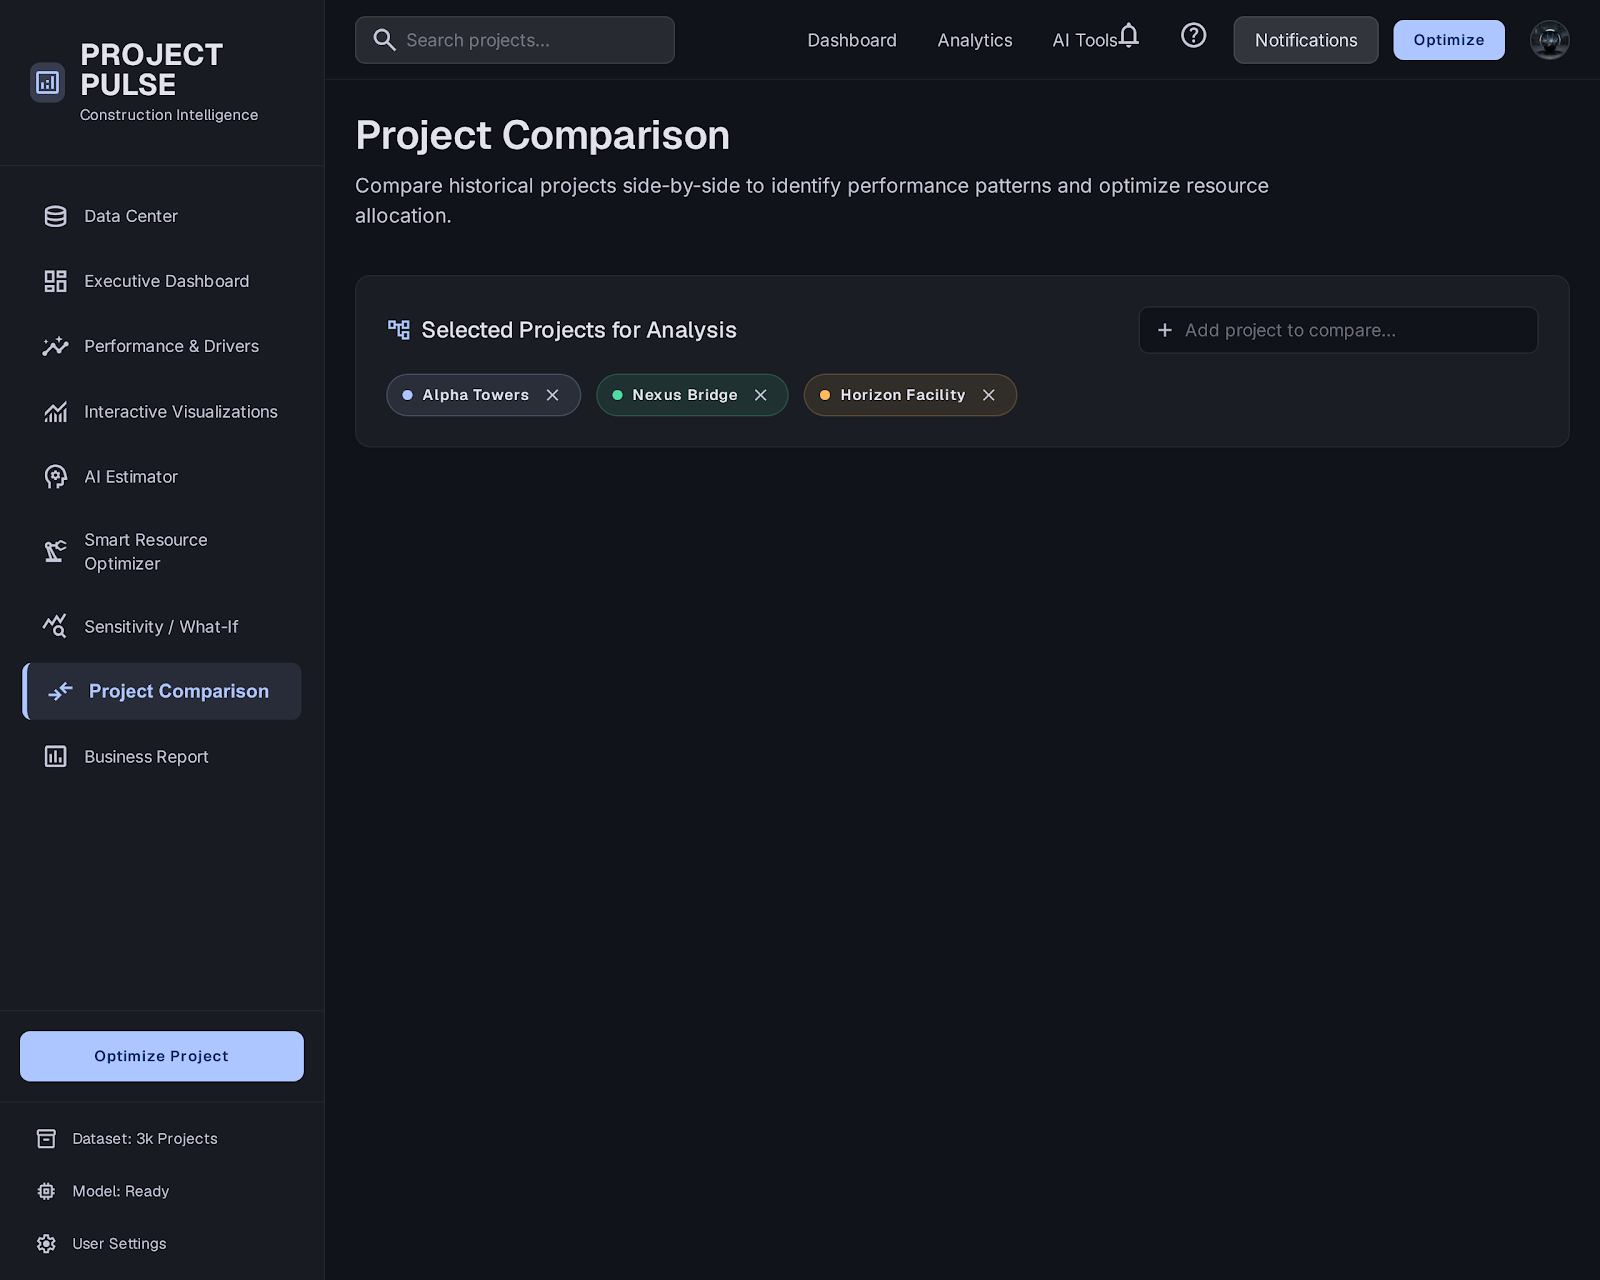 PROJECT
PULSE
Construction Intelligence
Data Center
Executive Dashboard
Performance & Drivers
Interactive Visualizations
AI Estimator
Smart Resource
Optimizer
Sensitivity / What-If
Project Comparison
Business Report
Optimize Project
Dataset: 3k Projects
Model: Ready
User Settings
Search projects...
Dashboard
Analytics
AI Tools
Notifications
Optimize
Project Comparison
Compare historical projects side-by-side to identify performance patterns and optimize resource
allocation.
Selected Projects for Analysis
Add project to compare...
Alpha Towers
Nexus Bridge
Horizon Facility